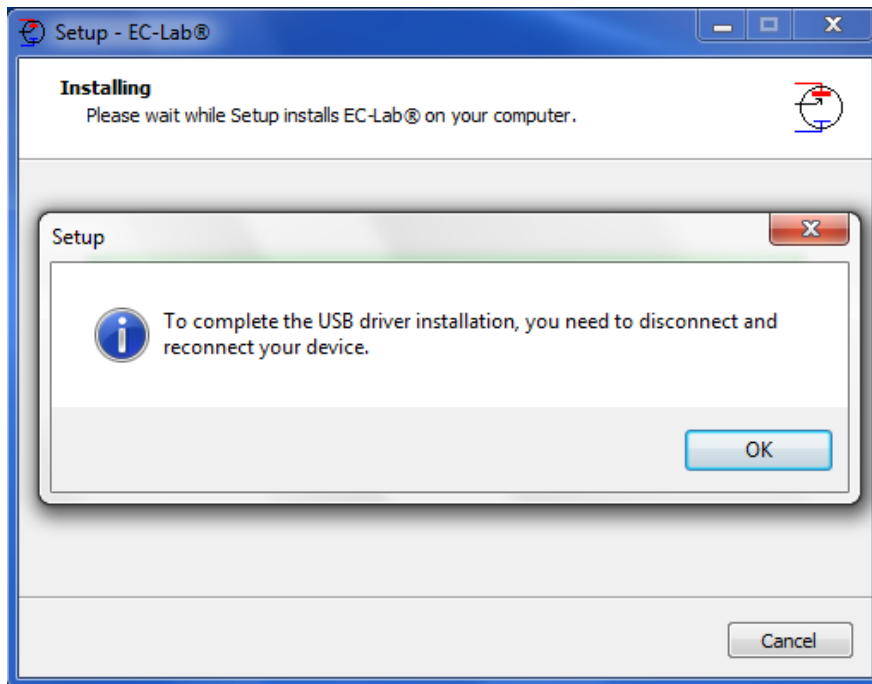 Setup - EC-Lab®
Installing
Please wait while Setup installs EC-Lab® on your computer.
Setup
To complete the USB driver installation, you need to disconnect and
reconnect your device.
OK
Cancel